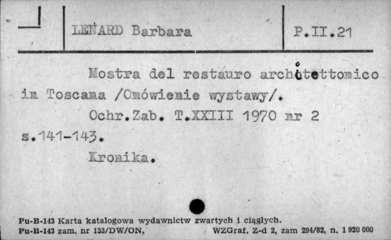 LENARD Barbara P.II.21
Mostra del restauro architettonico
in Toscana /Omówienie wystawy/.
Ochr.Zab. T.XXIII 1970 nr 2
s.141-143.
Kronika.
Pu-B-143 Karta katalogowa wydawnictw zwartych i ciągłych.
Pu-B-143 zam. nr 133/DW/ON, WZGraf. Z-d 2, zam 294/82, n. 1 920 000